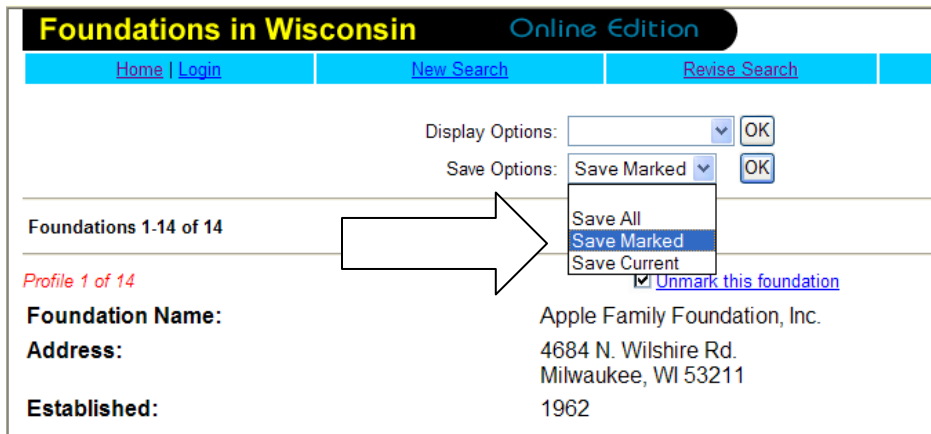 Foundations in Wisconsin Online Edition
Home | Login New Search Revise Search
Display Options: OK
Save Options: Save Marked OK
Save All
Foundations 1-14 of 14
Save Marked
Save Current
Profile 1 of 14 Unmark this foundation
Foundation Name: Apple Family Foundation, Inc.
Address: 4684 N. Wilshire Rd.
Milwaukee, WI 53211
Established: 1962